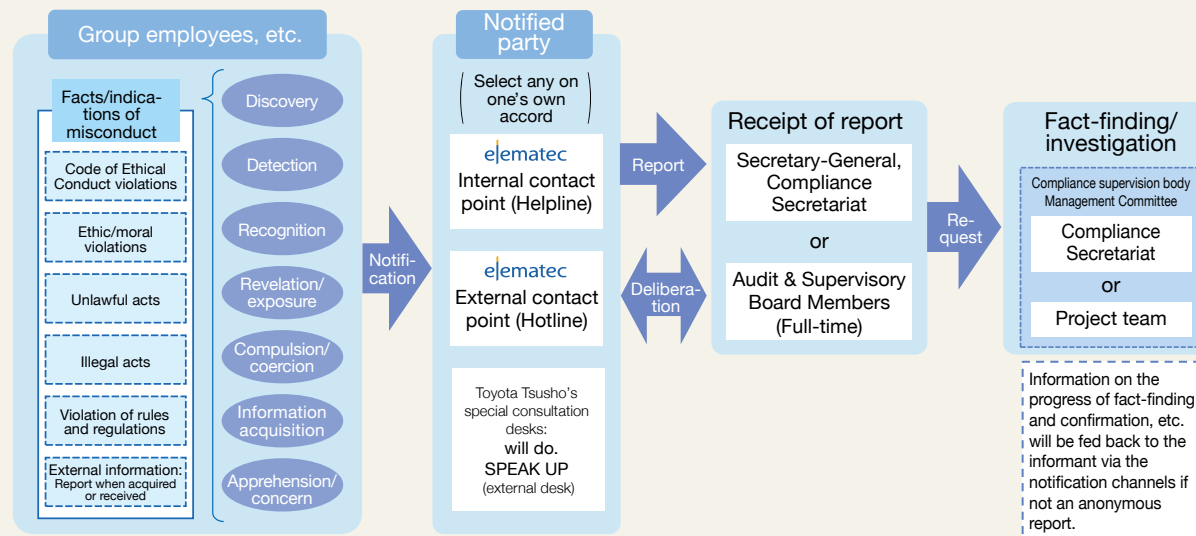 Group employees, etc.
Facts/indica-
tions of
misconduct
Code of Ethical
Conduct violations
Ethic/moral
violations
Unlawful acts
Illegal acts
Violation of rules
and regulations
External information:
Report when acquired
or received
Discovery
Detection
Recognition
Revelation/
exposure
Compulsion/
coercion
Information
acquisition
Apprehension/
concern
Notifi-
cation
Notified
party
(Select any on
one's own
accord)
elematec
Internal contact
point (Helpline)
elematec
External contact
point (Hotline)
Toyota Tsusho's
special consultation
desks:
will do.
SPEAK UP
(external desk)
Report
Delibera-
tion
Receipt of report
Secretary-General,
Compliance
Secretariat
or
Audit & Supervisory
Board Members
(Full-time)
Re-
quest
Fact-finding/
investigation
Compliance supervision body
Management Committee
Compliance
Secretariat
or
Project team
Information on the
progress of fact-finding
and confirmation, etc.
will be fed back to the
informant via the
notification channels if
not an anonymous
report.